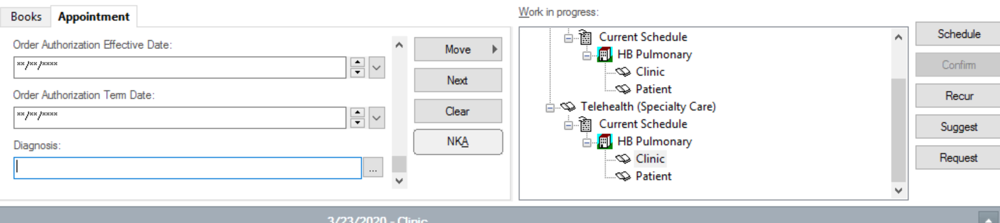 Books Appointment
Order Authorization Effective Date:
**/**/****
Order Authorization Term Date:
**/**/****
Diagnosis:
...
Move
Next
Clear
NKA
Work in progress:
Current Schedule
HB Pulmonary
Clinic
Patient
Telehealth (Specialty Care)
Current Schedule
HB Pulmonary
Clinic
Patient
Schedule
Confirm
Recur
Suggest
Request
3/23/2020 - Clinic